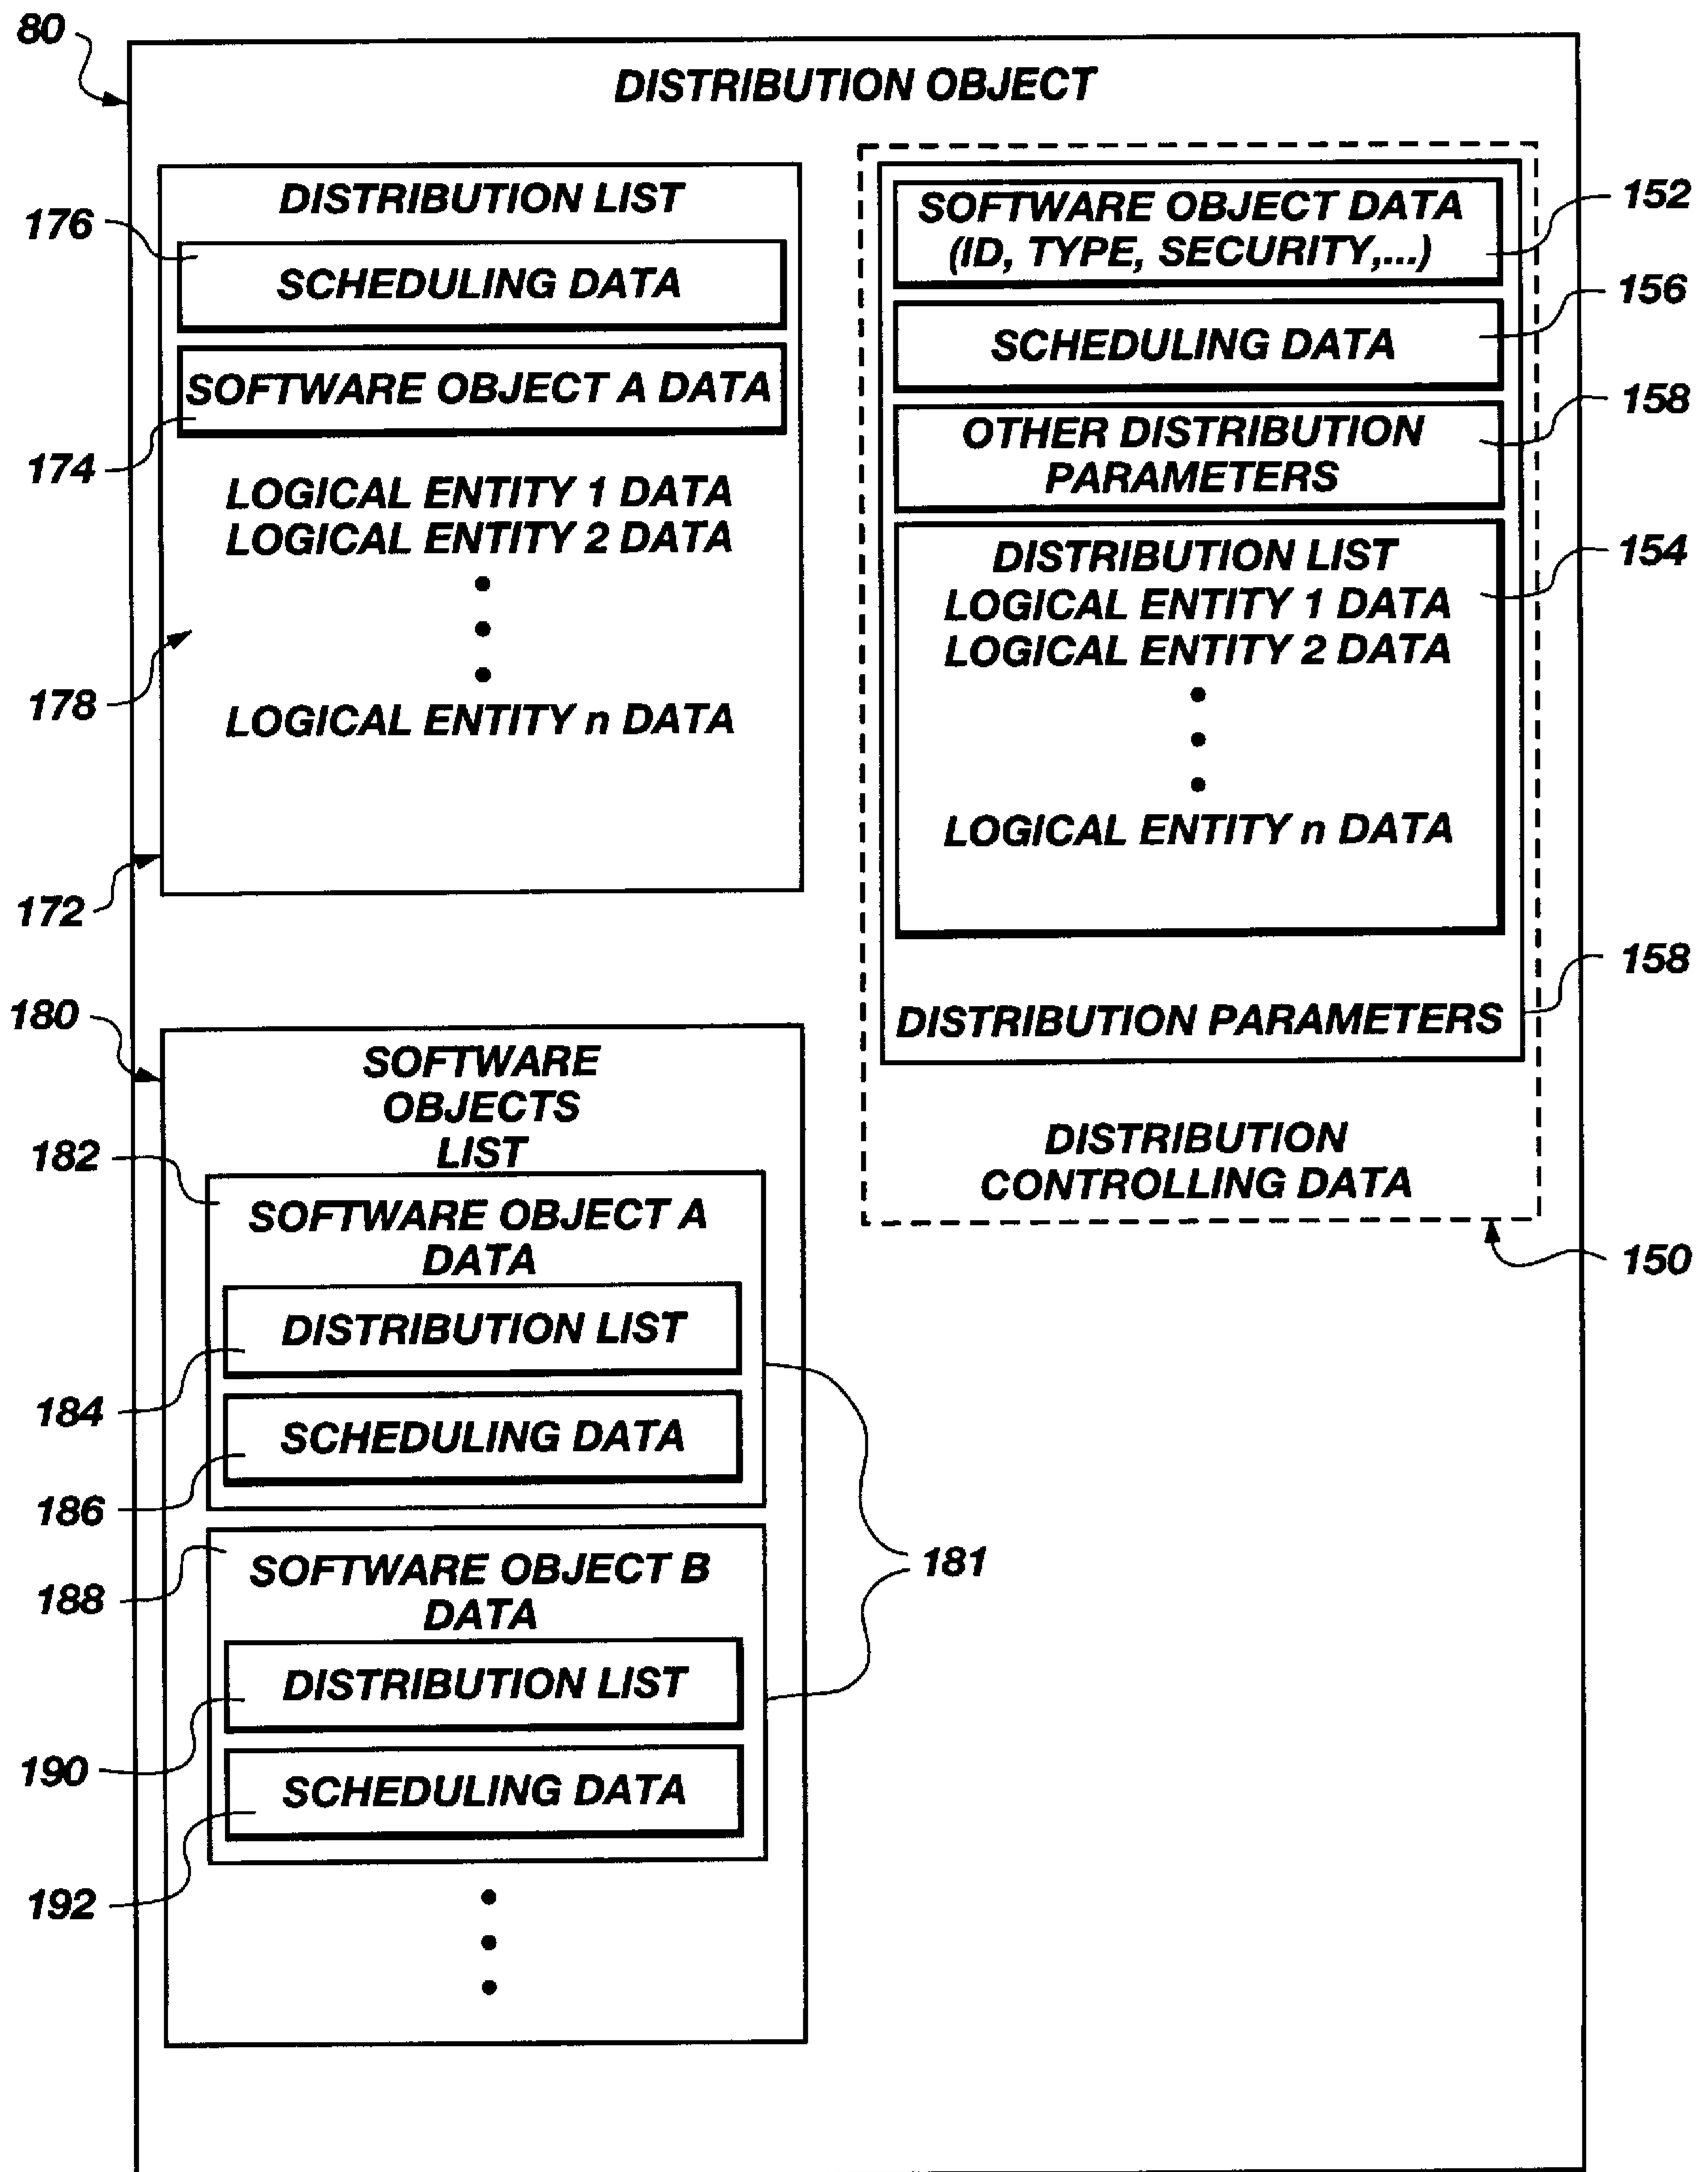 80
DISTRIBUTION OBJECT
DISTRIBUTION LIST
176
SCHEDULING DATA
SOFTWARE OBJECT A DATA
174
LOGICAL ENTITY 1 DATA
LOGICAL ENTITY 2 DATA
178
LOGICAL ENTITY n DATA
172
SOFTWARE OBJECT DATA
(ID, TYPE, SECURITY,...)
152
156
SCHEDULING DATA
158
OTHER DISTRIBUTION
PARAMETERS
DISTRIBUTION LIST
154
LOGICAL ENTITY 1 DATA
LOGICAL ENTITY 2 DATA
LOGICAL ENTITY n DATA
158
DISTRIBUTION PARAMETERS
DISTRIBUTION
CONTROLLING DATA
150
180
SOFTWARE
OBJECTS
LIST
182
SOFTWARE OBJECT A
DATA
DISTRIBUTION LIST
184
SCHEDULING DATA
186
181
188
SOFTWARE OBJECT B
DATA
DISTRIBUTION LIST
190
SCHEDULING DATA
192